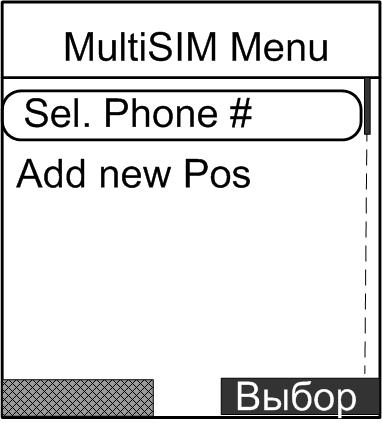 MultiSIM Menu
Sel. Phone #
Add new Pos
Выбор